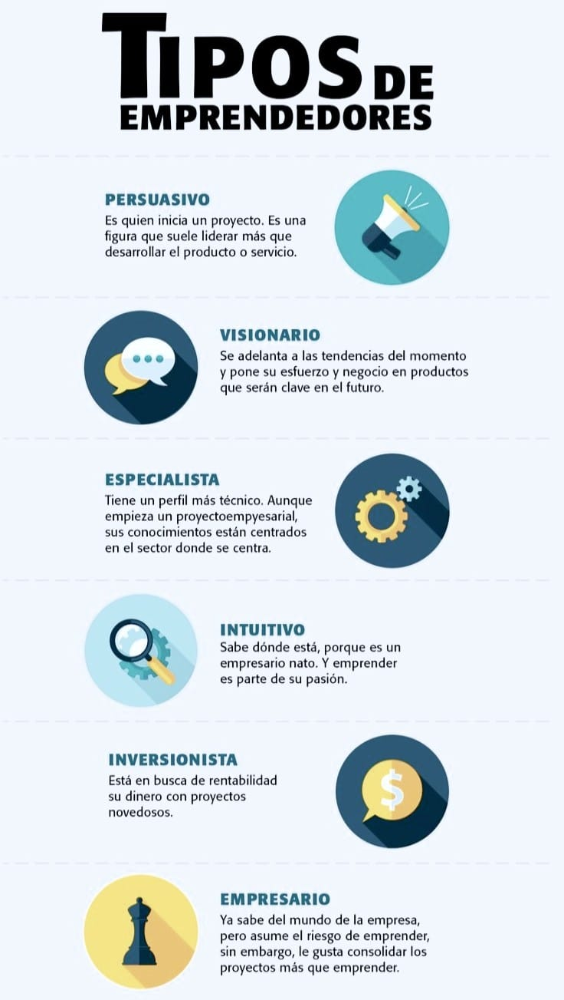 TIPOS DE
EMPRENDEDORES
PERSUASIVO
Es quien inicia un proyecto. Es una
figura que suele liderar más que
desarrollar el producto o servicio.
VISIONARIO
Se adelanta a las tendencias del momento
y pone su esfuerzo y negocio en productos
que serán clave en el futuro.
ESPECIALISTA
Tiene un perfil más técnico. Aunque
empieza un proyectoempyesarial,
sus conocimientos están centrados
en el sector donde se centra.
INTUITIVO
Sabe dónde está, porque es un
empresario nato. Y emprender
es parte de su pasión.
INVERSIONISTA
Está en busca de rentabilidad
su dinero con proyectos
novedosos.
$
EMPRESARIO
Ya sabe del mundo de la empresa,
pero asume el riesgo de emprender,
sin embargo, le gusta consolidar los
proyectos más que emprender.